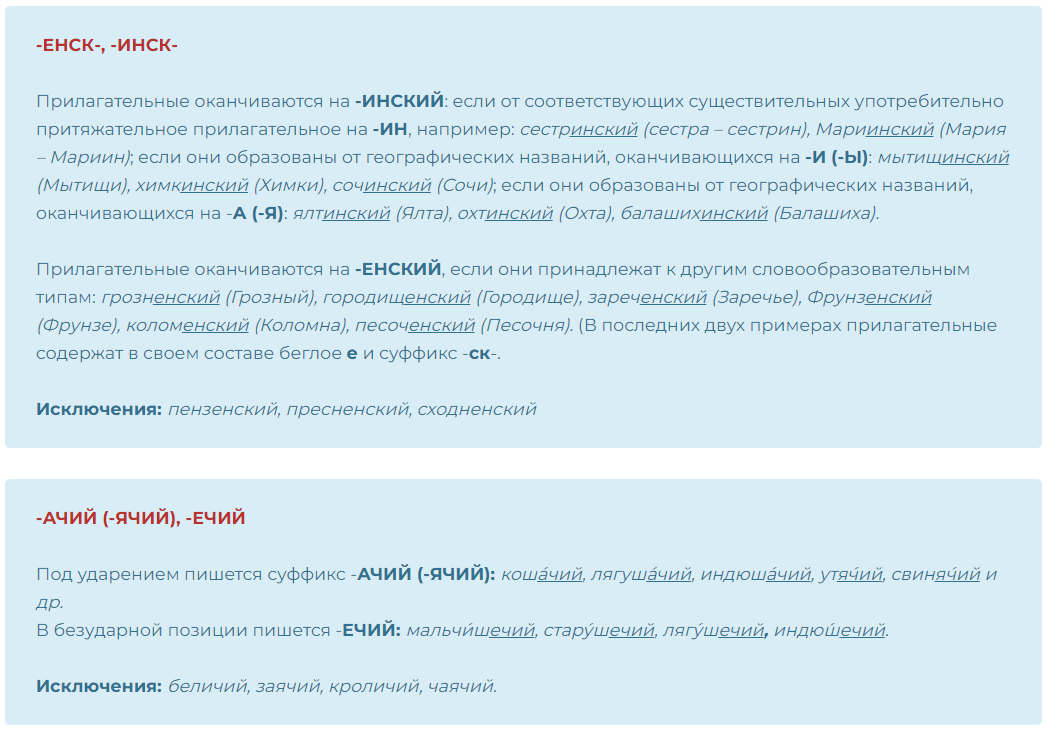 -ЕНСК-, -ИНСК-
Прилагательные оканчиваются на -ИНСКИЙ: если от соответствующих существительных употребительно
притяжательное прилагательное на -ИН, например: сестринский (сестра – сестрин), Мариинский (Мария
– Мариин); если они образованы от географических названий, оканчивающихся на -И (-Ы): мытищинский
(Мытищи), химкинский (Химки), сочинский (Сочи); если они образованы от географических названий,
оканчивающихся на -А (-Я): ялтинский (Ялта), охтинский (Охта), балашихинский (Балашиха).
Прилагательные оканчиваются на -ЕНСКИЙ, если они принадлежат к другим словообразовательным
типам: грозненский (Грозный), городищенский (Городище), зареченский (Заречье), Фрунзенский
(Фрунзе), коломенский (Коломна), песоченский (Песочня). (В последних двух примерах прилагательные
содержат в своем составе беглое е и суффикс -ск-.
Исключения: пензенский, пресненский, сходненский
-АЧИЙ (-ЯЧИЙ), -ЕЧИЙ
Под ударением пишется суффикс -АЧИЙ (-ЯЧИЙ): коша́чий, лягуша́чий, индюша́чий, утя́чий, свиня́чий и
др.
В безударной позиции пишется -ЕЧИЙ: мальчи́шечий, стару́шечий, лягу́шечий, индю́шечий.
Исключения: беличий, заячий, кроличий, чаячий.